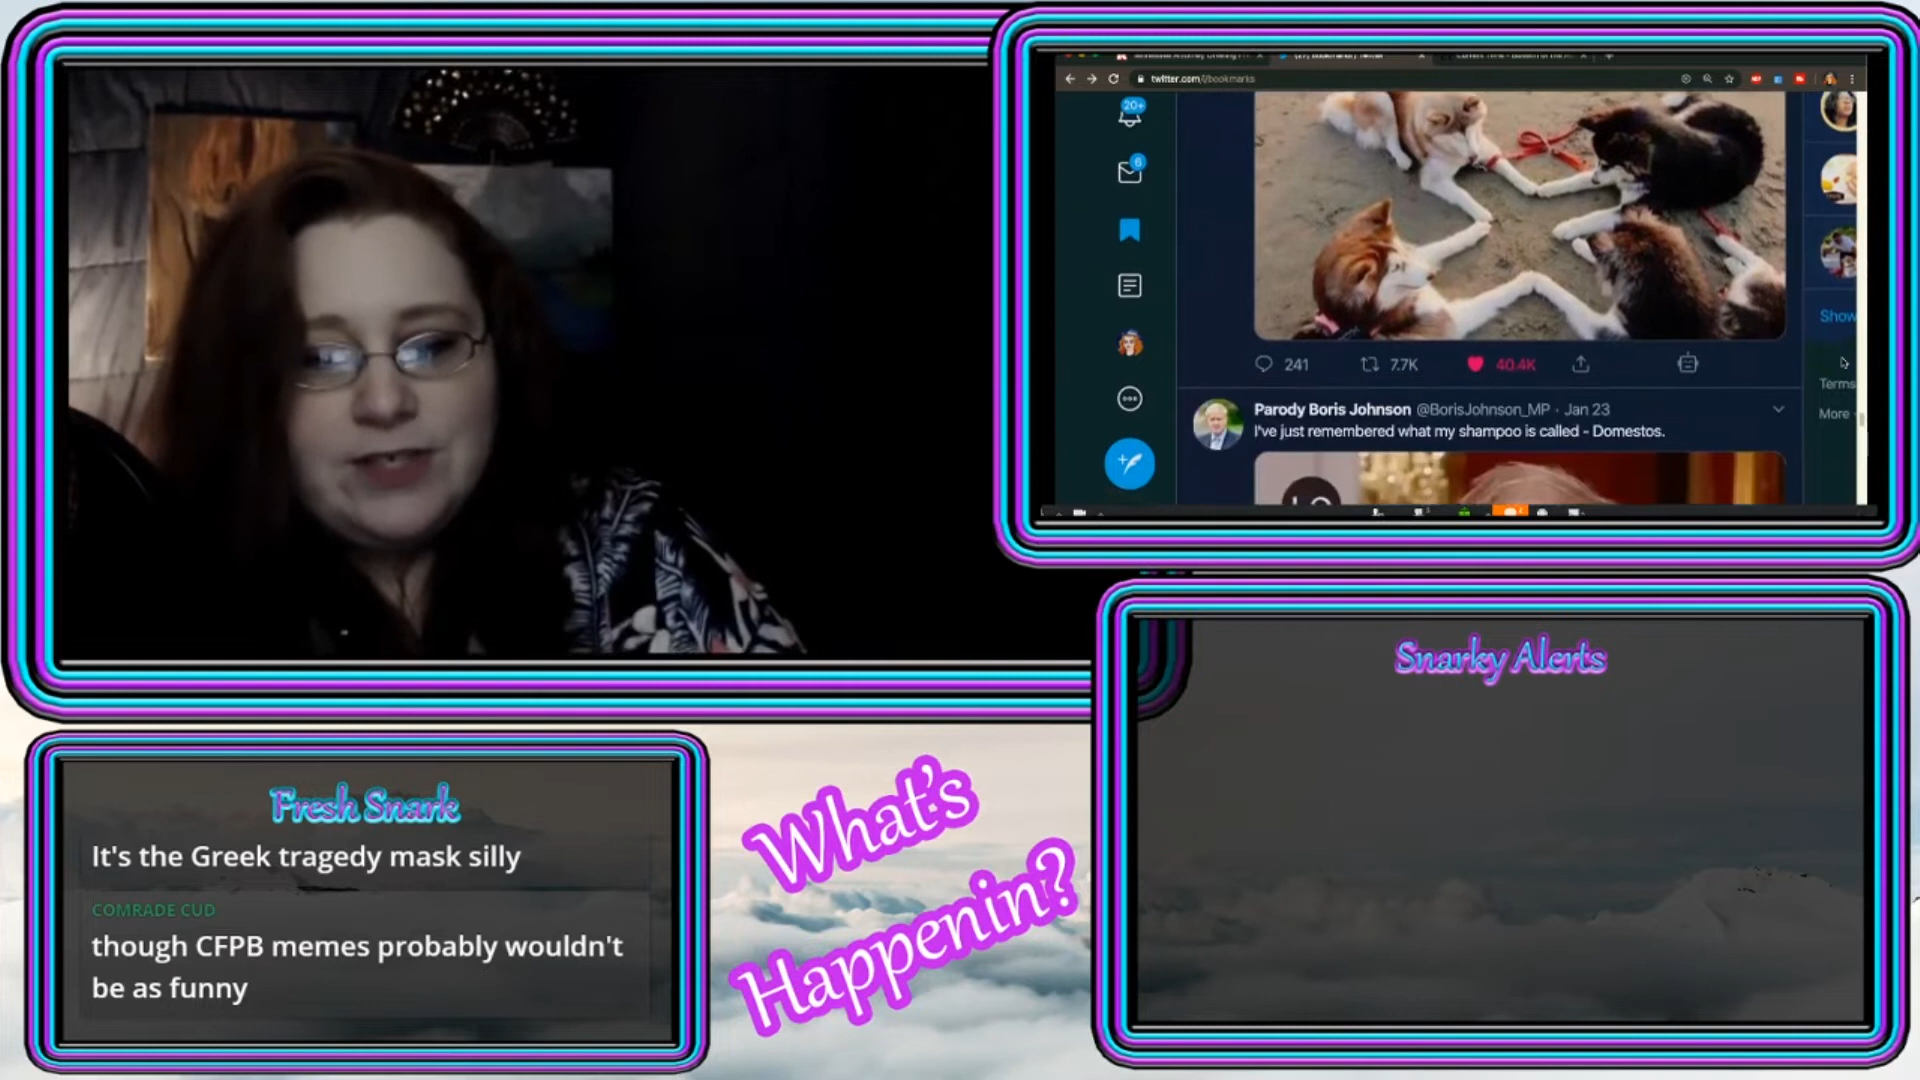 twitter.com/i/bookmarks
20+
6
Show
Terms
More
241 7.7K 40.4K
Parody Boris Johnson @BorisJohnson_MP · Jan 23
I've just remembered what my shampoo is called - Domestos.
Snarky Alerts
Fresh Snark
It's the Greek tragedy mask silly
COMRADE CUD
though CFPB memes probably wouldn't
be as funny
What's
Happenin?